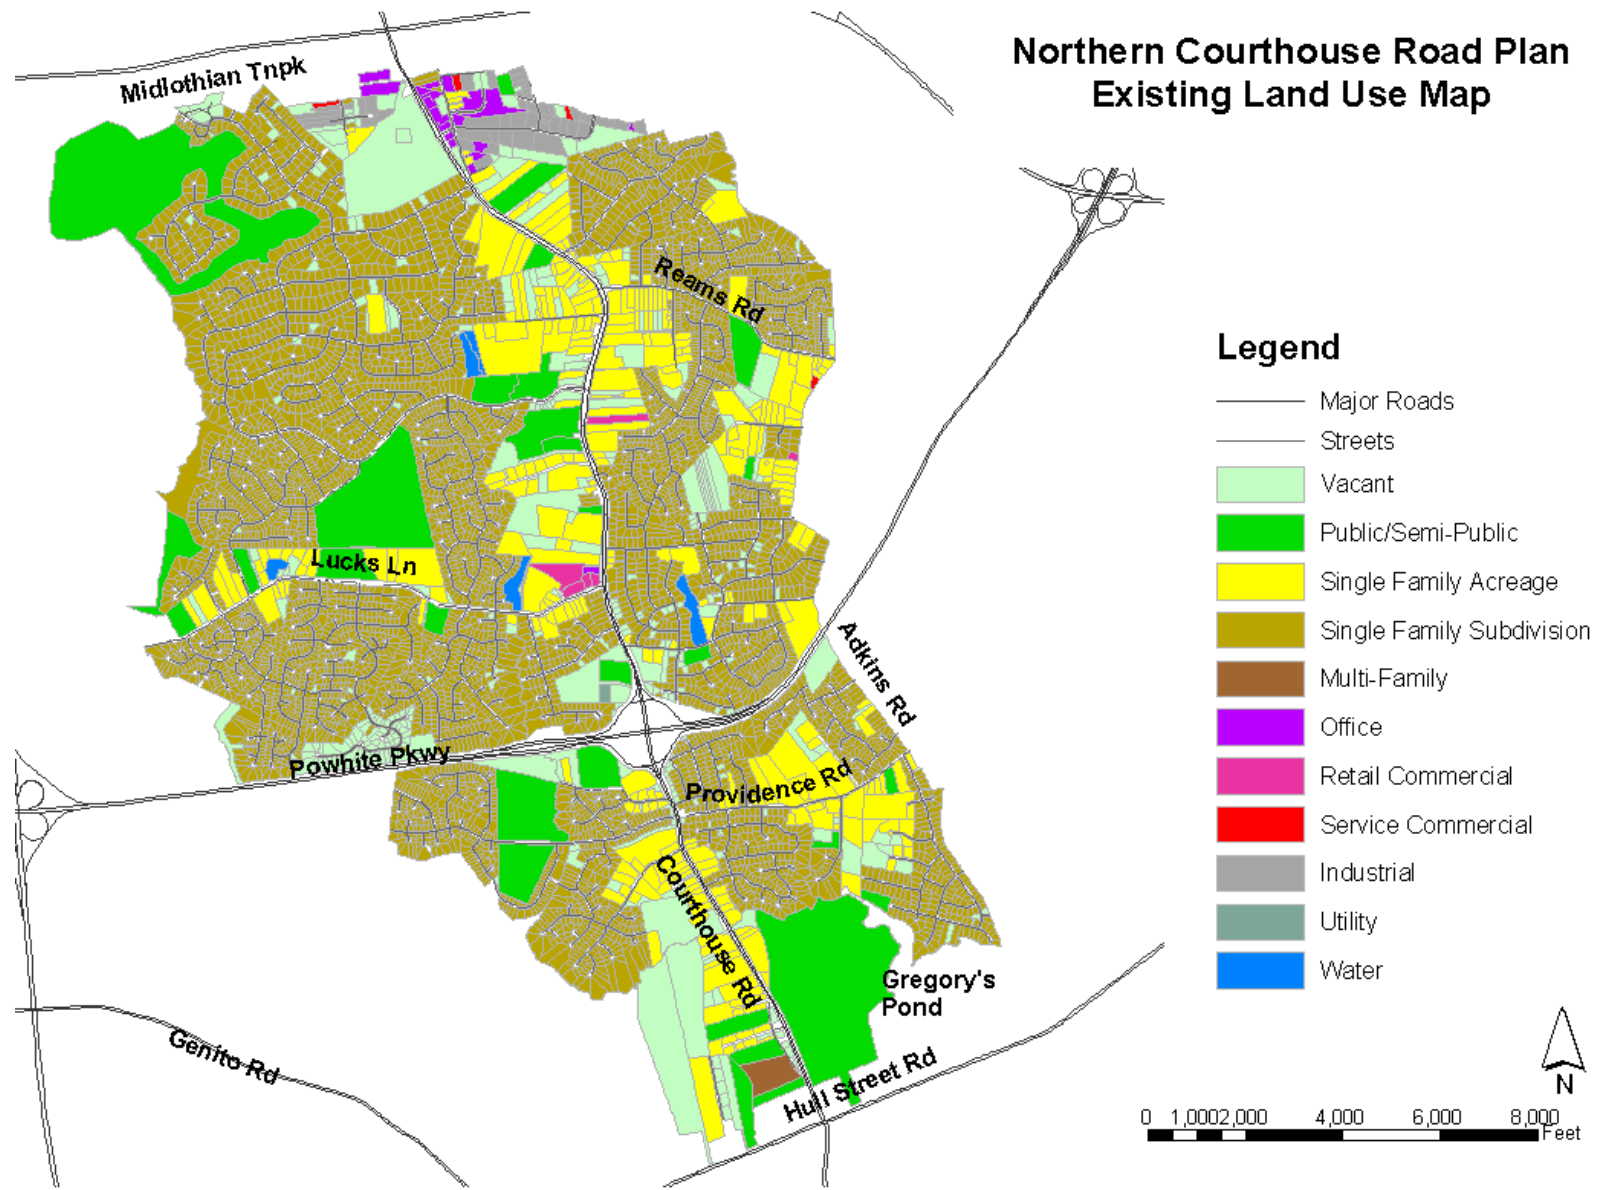 Northern Courthouse Road Plan
Existing Land Use Map
Midlothian Tnpk
Reams Rd
Legend
Major Roads
Streets
Vacant
Public/Semi-Public
Single Family Acreage
Single Family Subdivision
Multi-Family
Office
Retail Commercial
Service Commercial
Industrial
Utility
Water
Lucks Ln
Adkins Rd
Powhite Pkwy
Providence Rd
Courthouse Rd
Gregory's
Pond
Genito Rd
Hull Street Rd
N
0 1,000 2,000 4,000 6,000 8,000
Feet